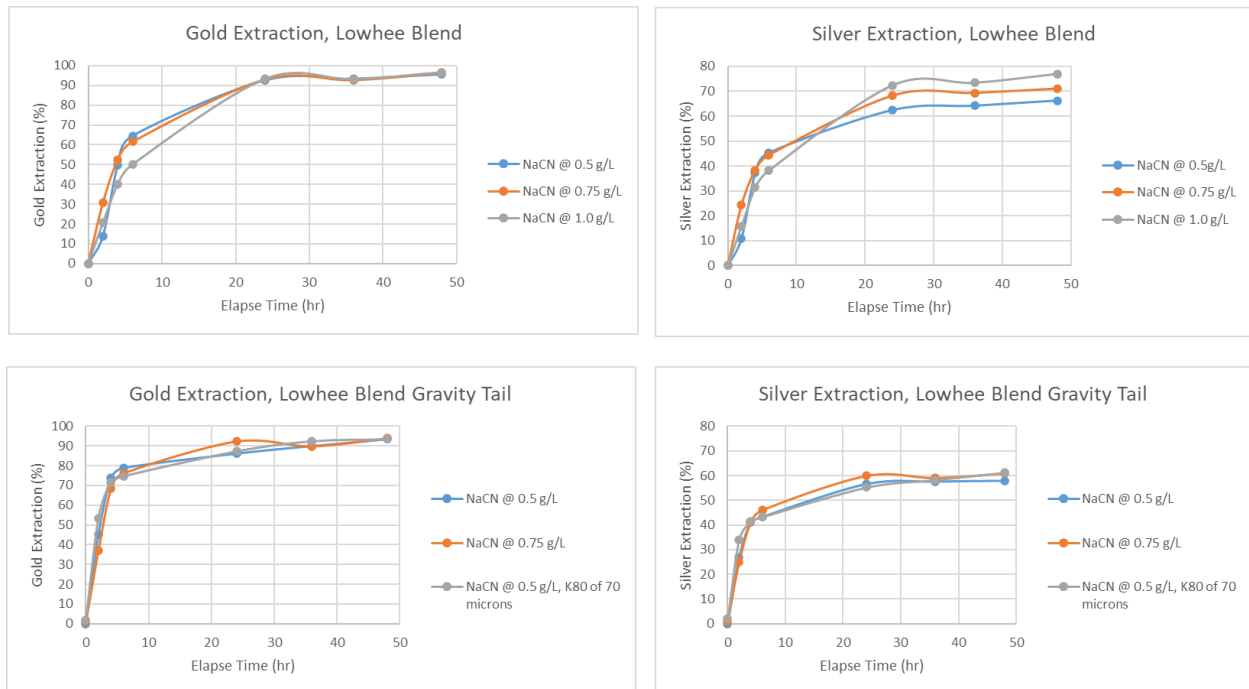 Gold Extraction, Lowhee Blend
Gold Extraction (%)
100
90
80
70
60
50
40
30
20
10
0
0 10 20 30 40 50
Elapse Time (hr)
NaCN @ 0.5 g/L
NaCN @ 0.75 g/L
NaCN @ 1.0 g/L
Silver Extraction, Lowhee Blend
Silver Extraction (%)
80
70
60
50
40
30
20
10
0
0 10 20 30 40 50
Elapse Time (hr)
NaCN @ 0.5g/L
NaCN @ 0.75 g/L
NaCN @ 1.0 g/L
Gold Extraction, Lowhee Blend Gravity Tail
Gold Extraction (%)
100
90
80
70
60
50
40
30
20
10
0
0 10 20 30 40 50
Elapse Time (hr)
NaCN @ 0.5 g/L
NaCN @ 0.75 g/L
NaCN @ 0.5 g/L, K80 of 70
microns
Silver Extraction, Lowhee Blend Gravity Tail
Silver Extraction (%)
80
70
60
50
40
30
20
10
0
0 10 20 30 40 50
Elapse Time (hr)
NaCN @ 0.5 g/L
NaCN @ 0.75 g/L
NaCN @ 0.5 g/L, K80 of 70
microns